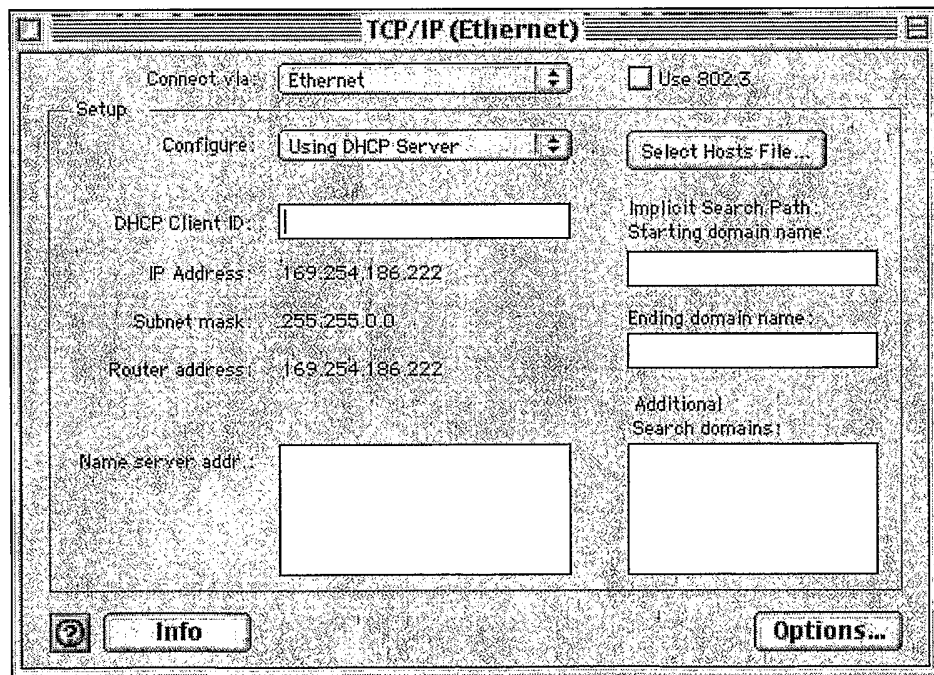 TCP/IP (Ethernet)
Connect via: Ethernet
Use 802.3
Setup
Configure: Using DHCP Server
Select Hosts File...
DHCP Client ID:
Implicit Search Path:
Starting domain name:
IP Address: 169.254.186.222
Subnet mask: 255.255.0.0
Ending domain name:
Router address: 169.254.186.222
Additional
Search domains:
Name server addr.:
Info
Options...